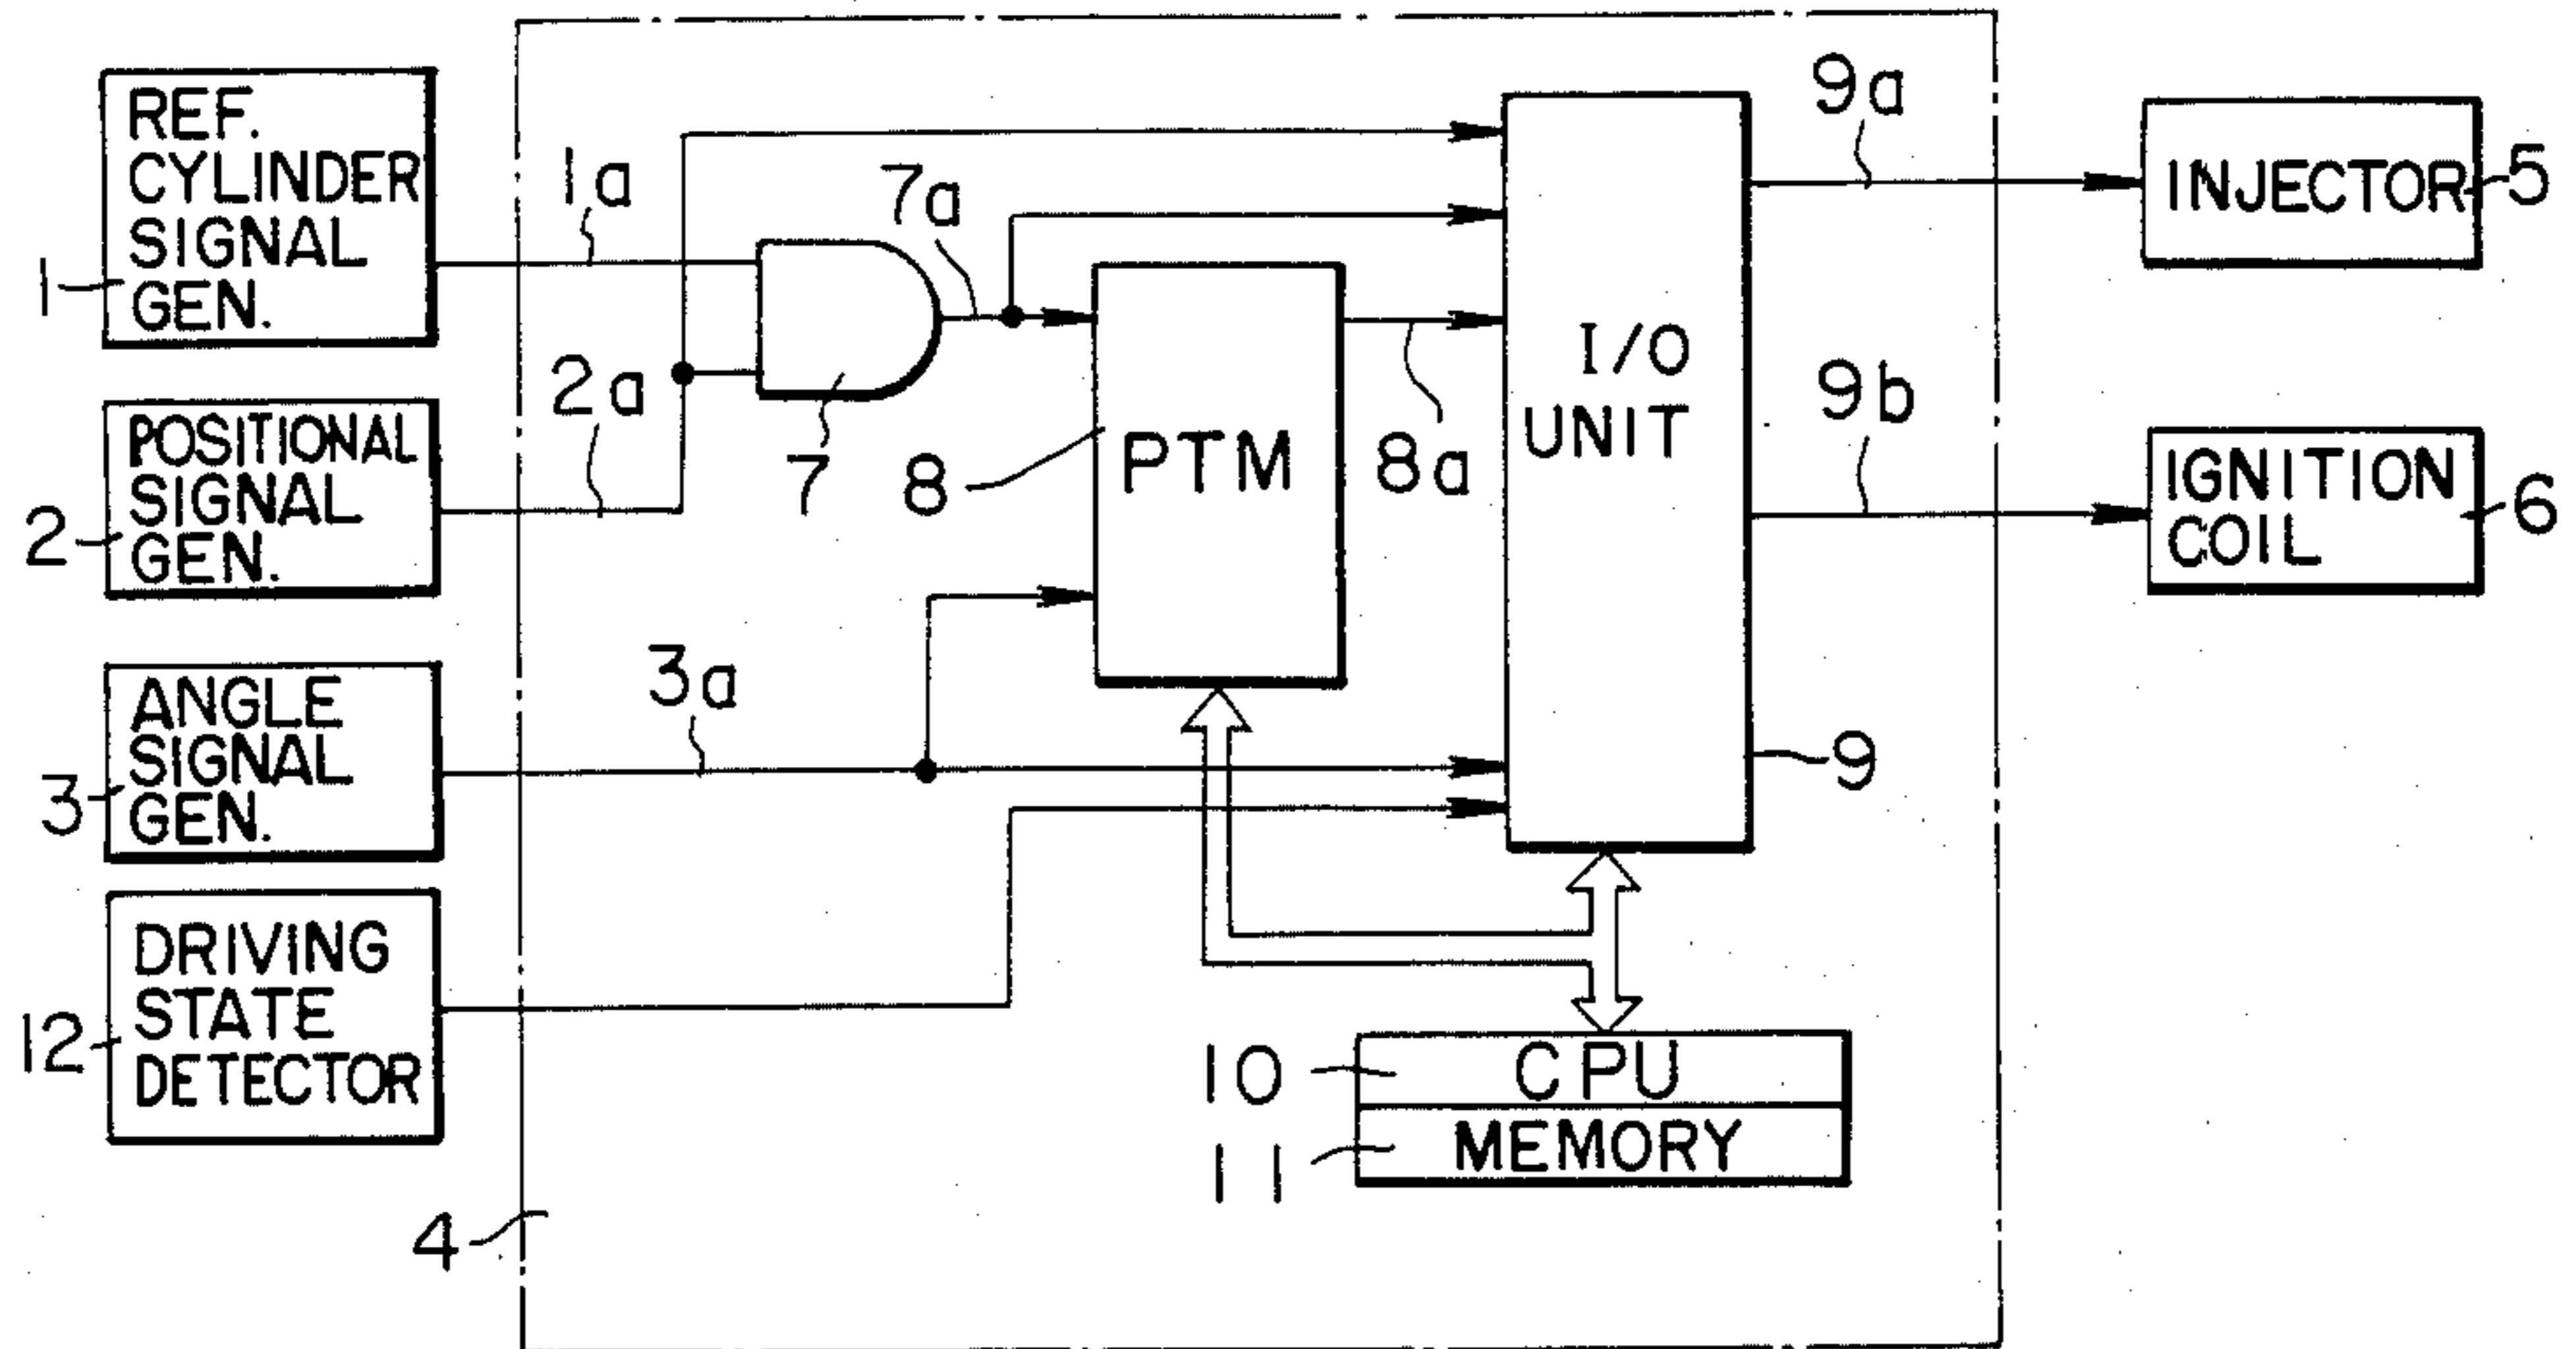 REF.
CYLINDER
SIGNAL
GEN.
1
1a
POSITIONAL
SIGNAL
GEN.
2
2a
ANGLE
SIGNAL
GEN.
3
3a
DRIVING
STATE
DETECTOR
12
4
7
7a
PTM
8
8a
I/O
UNIT
9
9a
9b
INJECTOR
5
IGNITION
COIL
6
CPU
10
MEMORY
11